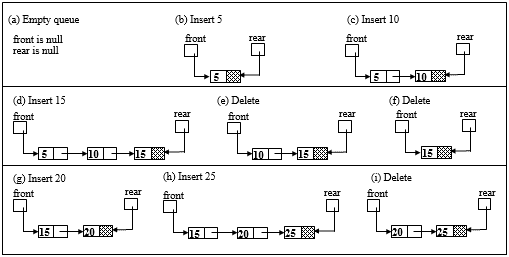 (a) Empty queue
front is null
rear is null
(b) Insert 5
front rear
5
(c) Insert 10
front rear
5 10
(d) Insert 15
front rear
5 10 15
(e) Delete
front rear
10 15
(f) Delete
front rear
15
(g) Insert 20
front rear
15 20
(h) Insert 25
front rear
15 20 25
(i) Delete
front rear
20 25